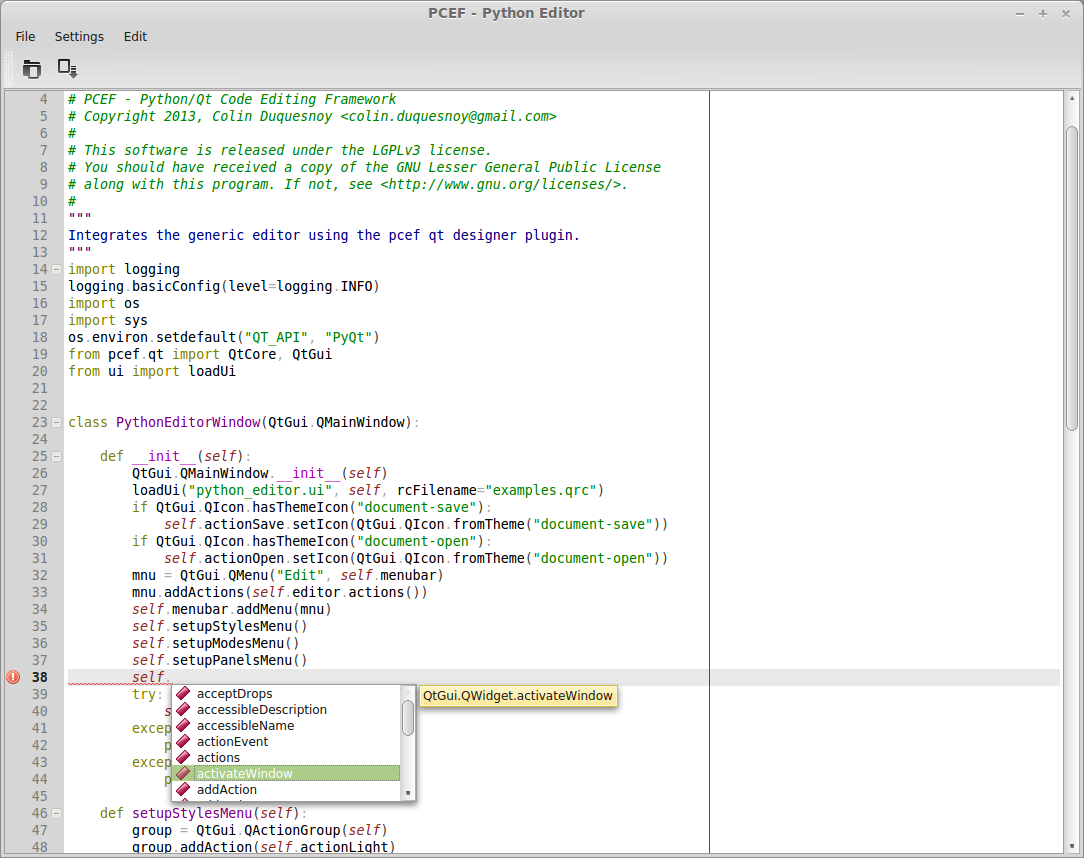 PCEF - Python Editor
File Settings Edit
4 # PCEF - Python/Qt Code Editing Framework
5 # Copyright 2013, Colin Duquesnoy <colin.duquesnoy@gmail.com>
6 #
7 # This software is released under the LGPLv3 license.
8 # You should have received a copy of the GNU Lesser General Public License
9 # along with this program. If not, see <http://www.gnu.org/licenses/>.
10 #
11 """
12 Integrates the generic editor using the pcef qt designer plugin.
13 """
14 import logging
15 logging.basicConfig(level=logging.INFO)
16 import os
17 import sys
18 os.environ.setdefault("QT_API", "PyQt")
19 from pcef.qt import QtCore, QtGui
20 from ui import loadUi
21
22
23 class PythonEditorWindow(QtGui.QMainWindow):
24
25     def __init__(self):
26         QtGui.QMainWindow.__init__(self)
27         loadUi("python_editor.ui", self, rcFilename="examples.qrc")
28         if QtGui.QIcon.hasThemeIcon("document-save"):
29             self.actionSave.setIcon(QtGui.QIcon.fromTheme("document-save"))
30         if QtGui.QIcon.hasThemeIcon("document-open"):
31             self.actionOpen.setIcon(QtGui.QIcon.fromTheme("document-open"))
32         mnu = QtGui.QMenu("Edit", self.menubar)
33         mnu.addActions(self.editor.actions())
34         self.menubar.addMenu(mnu)
35         self.setupStylesMenu()
36         self.setupModesMenu()
37         self.setupPanelsMenu()
38         self.
39         try:
40             s
41         excep
42             p
43         excep
44             p
45
46     def setupStylesMenu(self):
47         group = QtGui.QActionGroup(self)
48         group.addAction(self.actionLight)
acceptDrops
accessibleDescription
accessibleName
actionEvent
actions
activateWindow
addAction
QtGui.QWidget.activateWindow